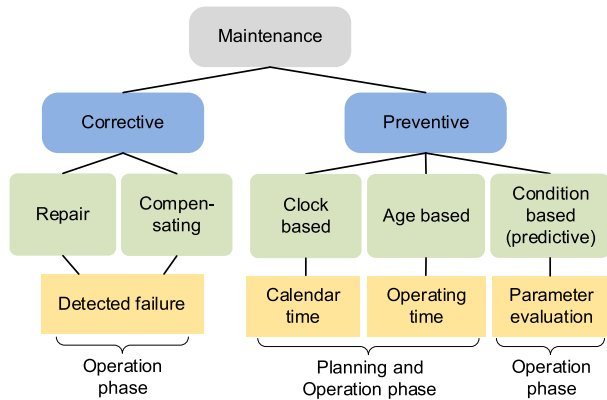 Maintenance
Corrective
Preventive
Repair
Compen-
sating
Clock
based
Age based
Condition
based
(predictive)
Detected failure
Calendar
time
Operating
time
Parameter
evaluation
Operation
phase
Planning and
Operation phase
Operation
phase